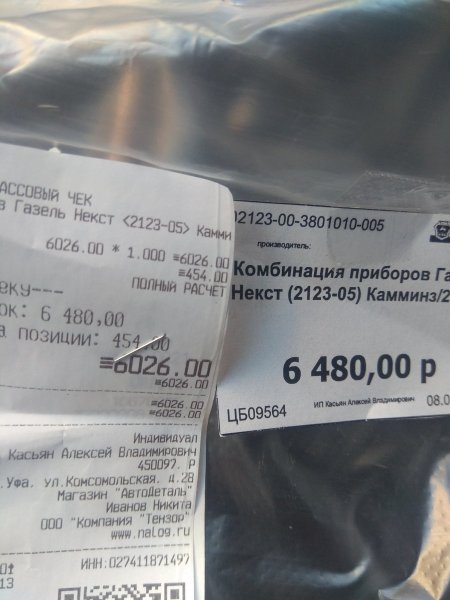 АССОВЫЙ ЧЕК
в Газель Некст <2123-05> Камми
6026.00 * 1.000 ≡6026.00
≡454.00
ПОЛНЫЙ РАСЧЕТ
еку---
ок: 6 480,00
а позиции: 454.00
≡6026.00
≡6026.00
≡6026.00
≡6026.00
Индивидуал
Касьян Алексей Владимирович
450097. Р
.Уфа. ул.Комсомольская. д.28
Магазин "АвтоДеталь"
Иванов Никита
ООО "Компания "Тензор"
www.nalog.ru
ИНН:027411871497
13
02123-00-3801010-005
производитель:
Комбинация приборов Га
Некст (2123-05) Камминз/2
6 480,00 р
ЦБ09564
ИП Касьян Алексей Владимирович
08.0